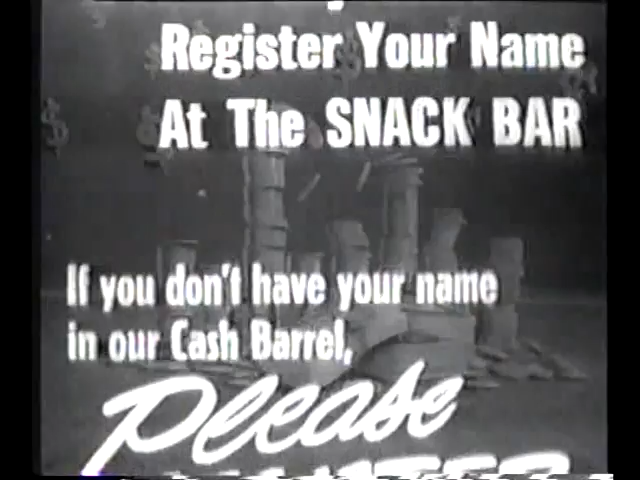 Register Your Name
At The SNACK BAR
If you don't have your name
in our Cash Barrel,
Please